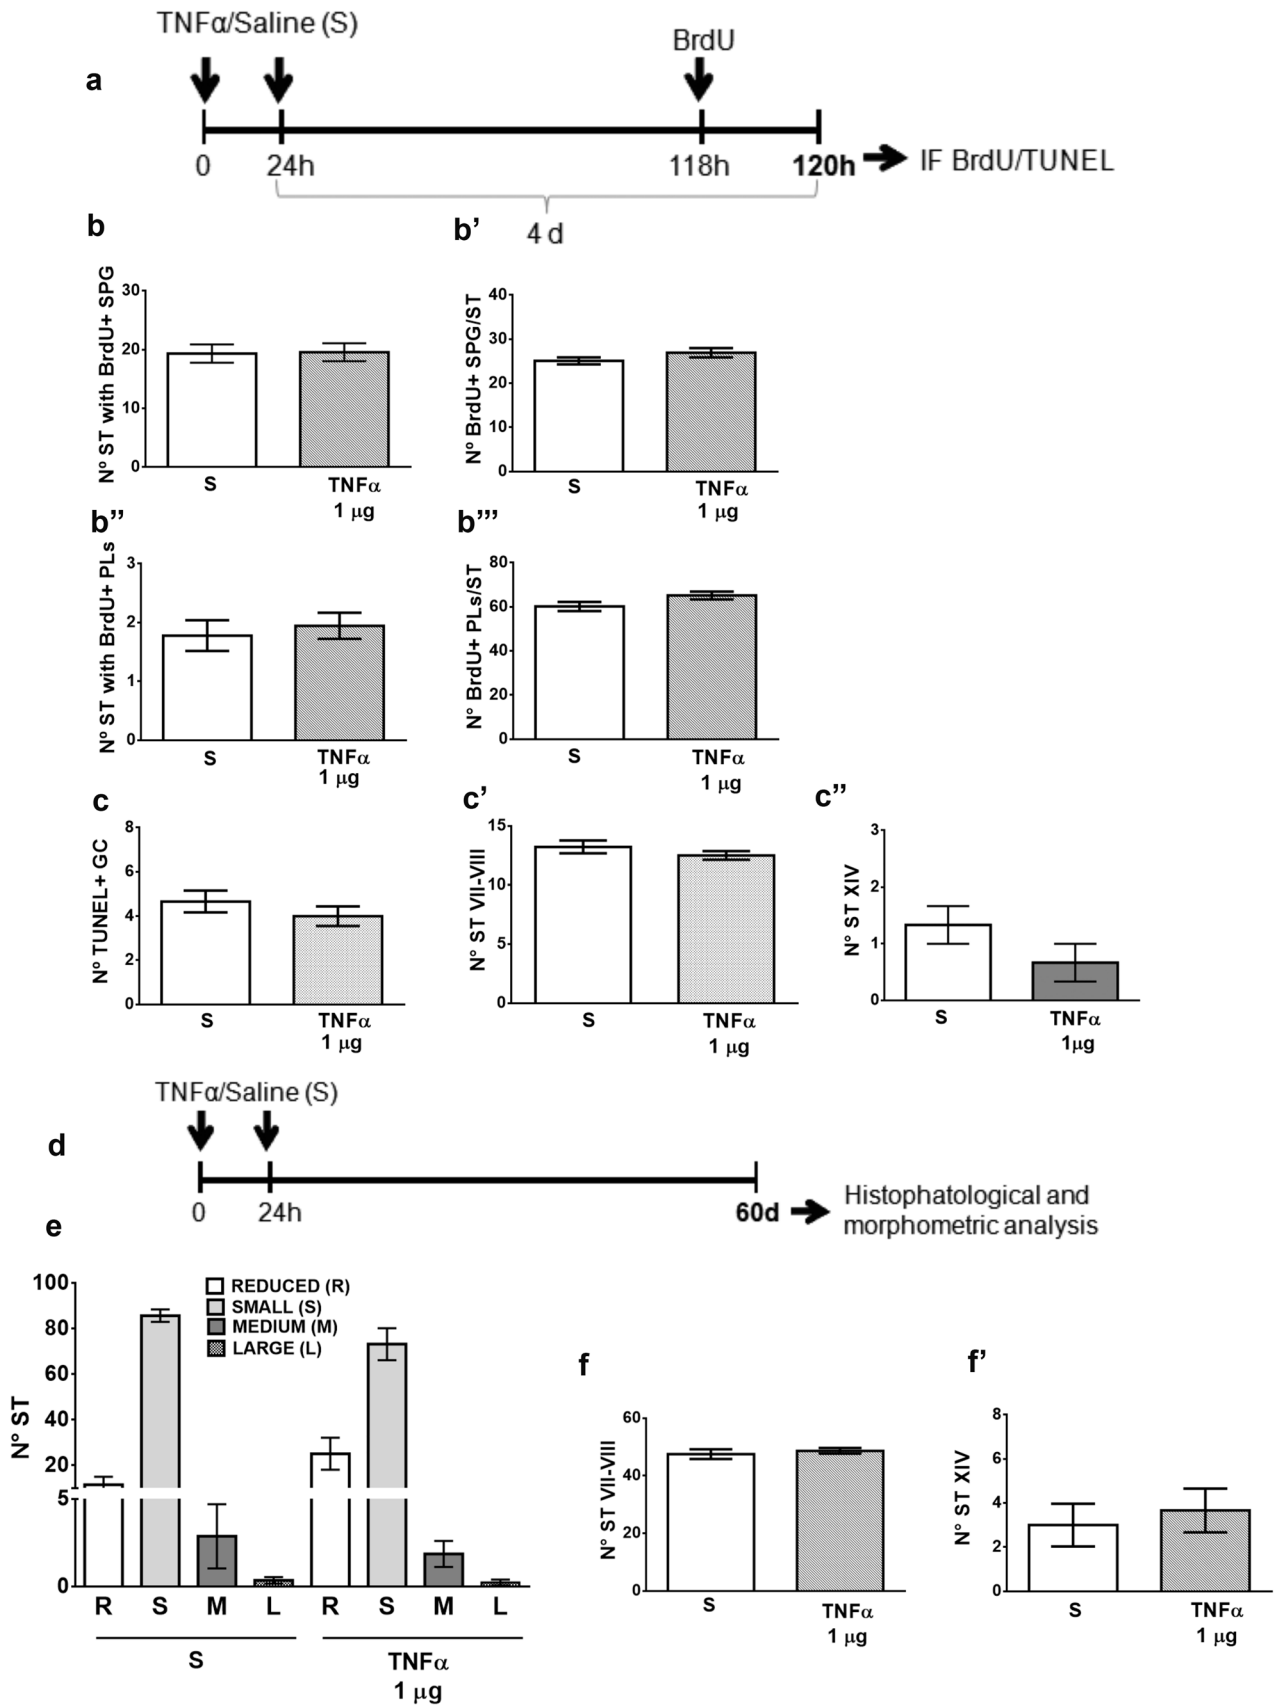 TNFα/Saline (S)
BrdU
a
0
24h
118h
120h
IF BrdU/TUNEL
4 d
b
Nº ST with BrdU+ SPG
30
20
10
0
S
TNFα
1 μg
b’
Nº BrdU+ SPG/ST
40
30
20
10
0
S
TNFα
1 μg
b’’
Nº ST with BrdU+ PLs
3
2
1
0
S
TNFα
1 μg
b’’’
N° BrdU+ PLs/ST
80
60
40
20
0
S
TNFα
1 μg
c
Nº TUNEL+ GC
8
6
4
2
0
S
TNFα
1 μg
c’
N° ST VII-VIII
15
10
5
0
S
TNFα
1 μg
c’’
N° ST XIV
3
2
1
0
S
TNFα
1μg
TNFα/Saline (S)
d
0
24h
60d
Histophatological and
morphometric analysis
e
N° ST
100
80
60
40
20
5
0
REDUCED (R)
SMALL (S)
MEDIUM (M)
LARGE (L)
R S M L R S M L
S
TNFα
1 μg
f
N° ST VII-VIII
60
40
20
0
S
TNFα
1 μg
f’
N° ST XIV
8
6
4
2
0
S
TNFα
1 μg